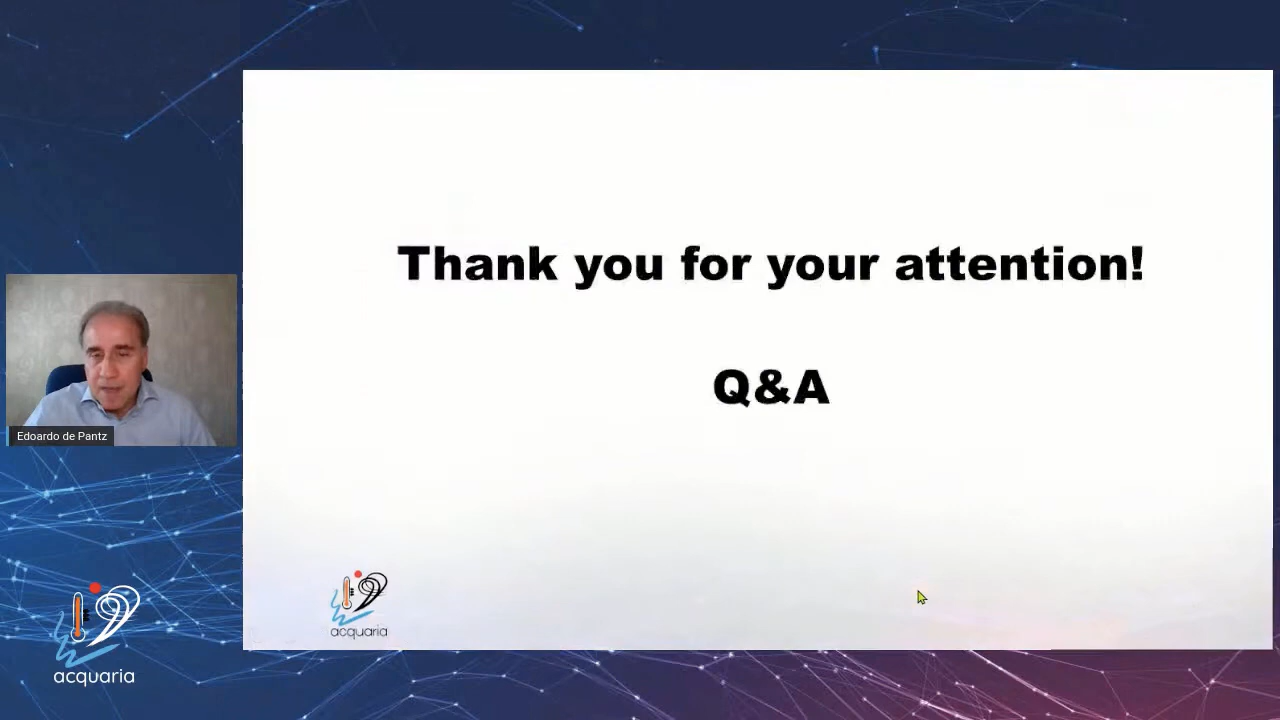 Thank you for your attention!
Q&A
Edoardo de Pantz
acquaria
acquaria